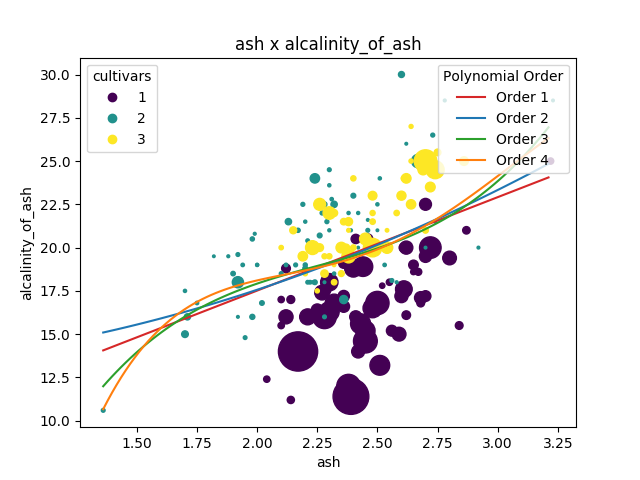 ash x alcalinity_of_ash
cultivars
1
2
3
Polynomial Order
Order 1
Order 2
Order 3
Order 4
alcalinity_of_ash
30.0
27.5
25.0
22.5
20.0
17.5
15.0
12.5
10.0
1.50 1.75 2.00 2.25 2.50 2.75 3.00 3.25
ash